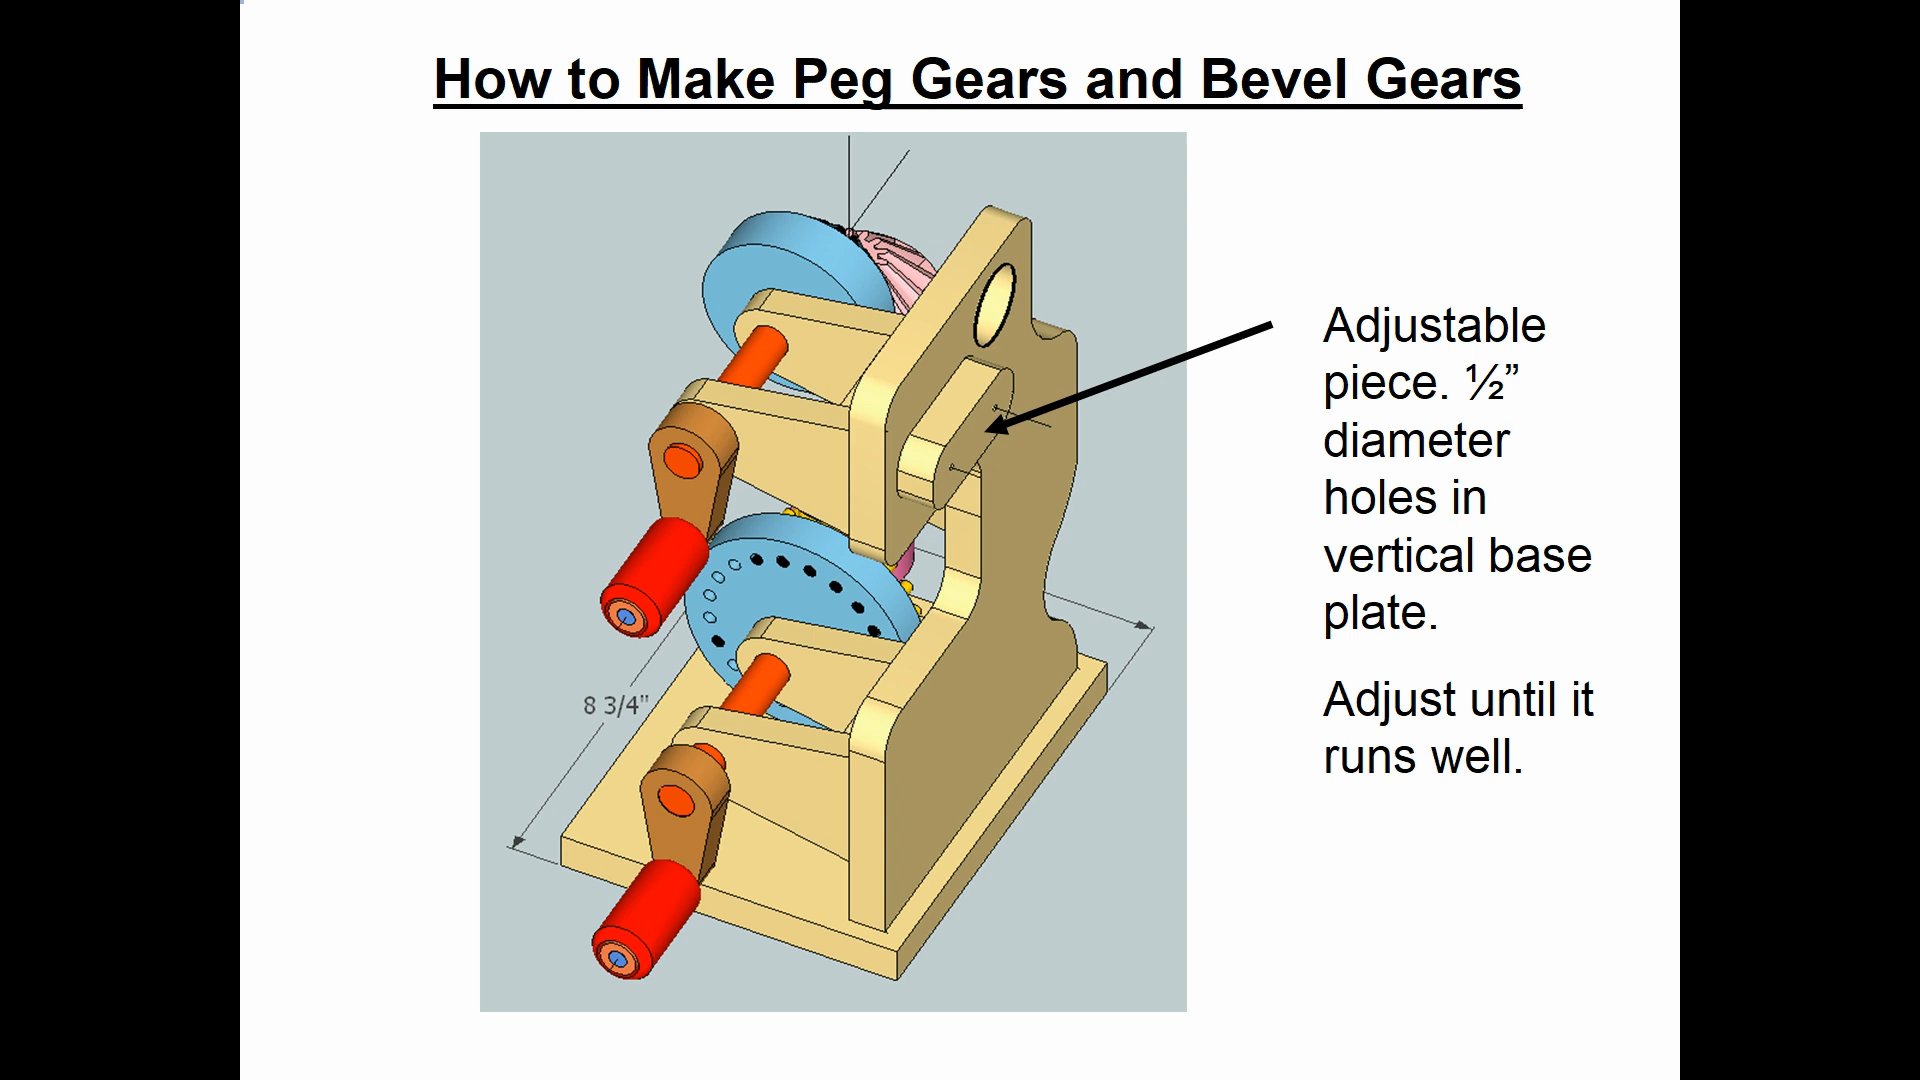 How to Make Peg Gears and Bevel Gears
Adjustable
piece. ½”
diameter
holes in
vertical base
plate.
Adjust until it
runs well.
8 3/4"